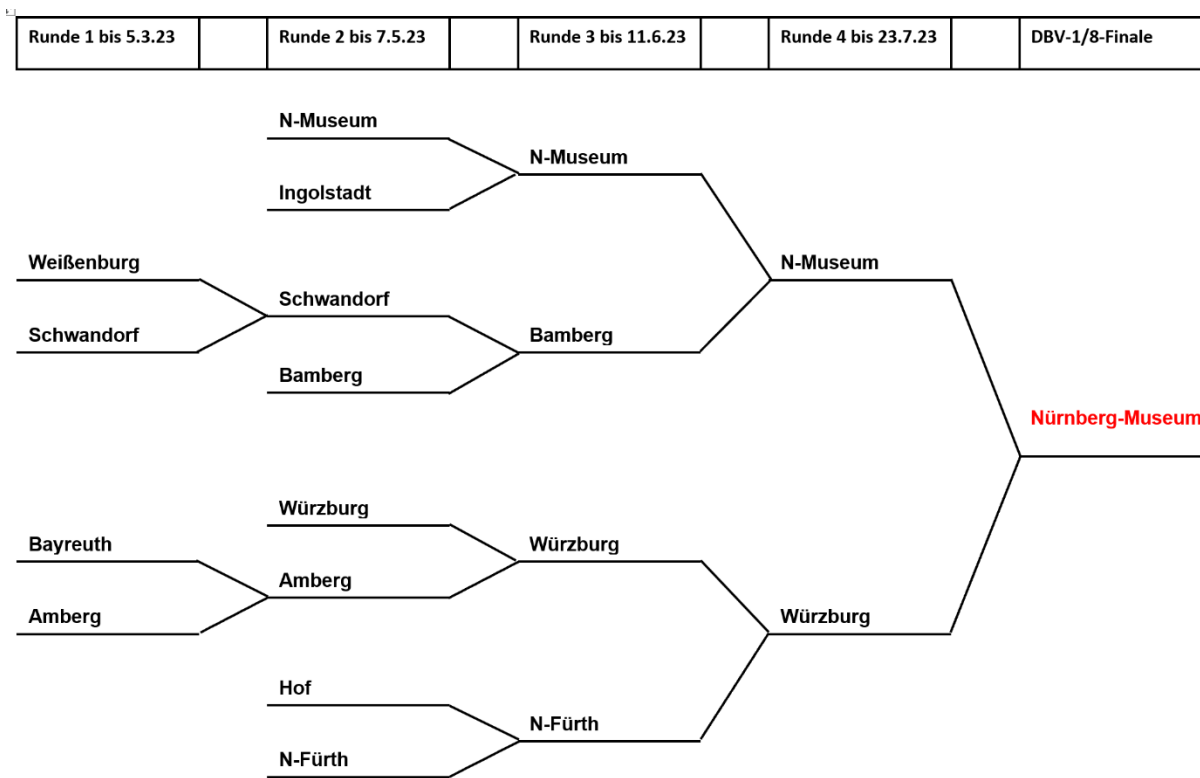 Runde 1 bis 5.3.23
Runde 2 bis 7.5.23
Runde 3 bis 11.6.23
Runde 4 bis 23.7.23
DBV-1/8-Finale
N-Museum
N-Museum
Ingolstadt
Weißenburg
N-Museum
Schwandorf
Schwandorf
Bamberg
Bamberg
Nürnberg-Museum
Würzburg
Bayreuth
Würzburg
Amberg
Amberg
Würzburg
Hof
N-Fürth
N-Fürth